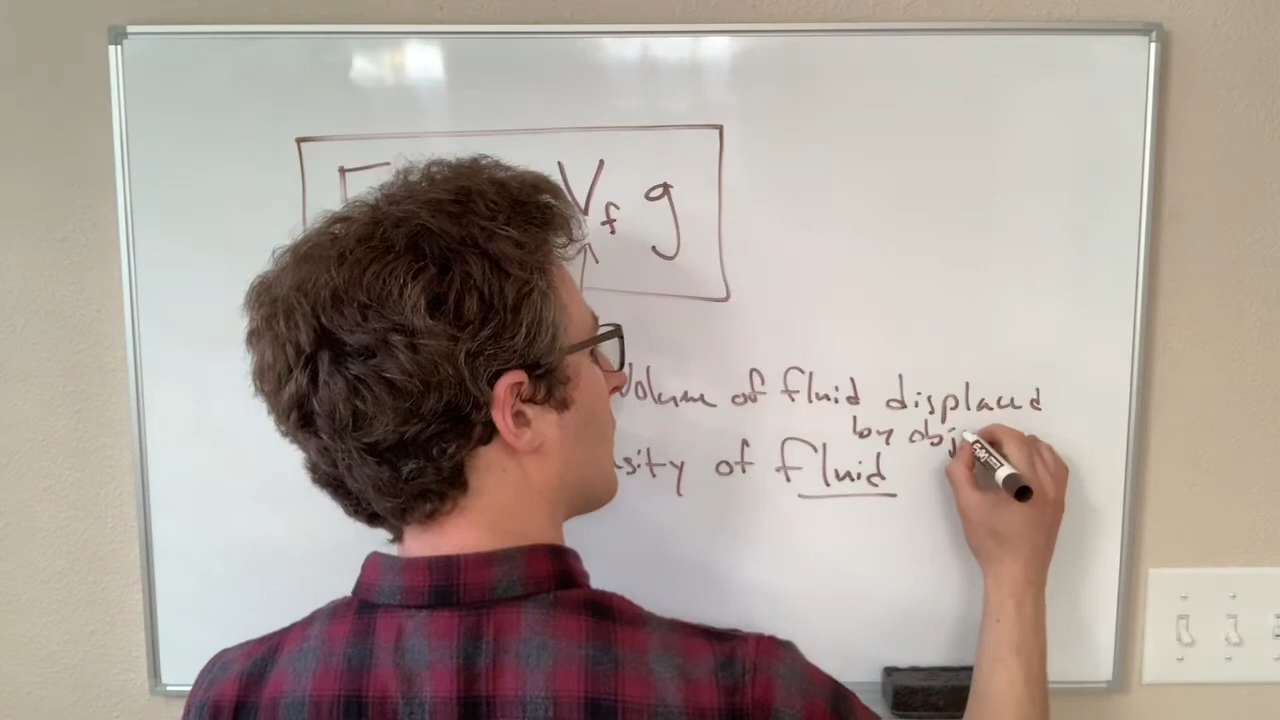 F V_f g
Volume of fluid displaced
by obj
sity of fluid